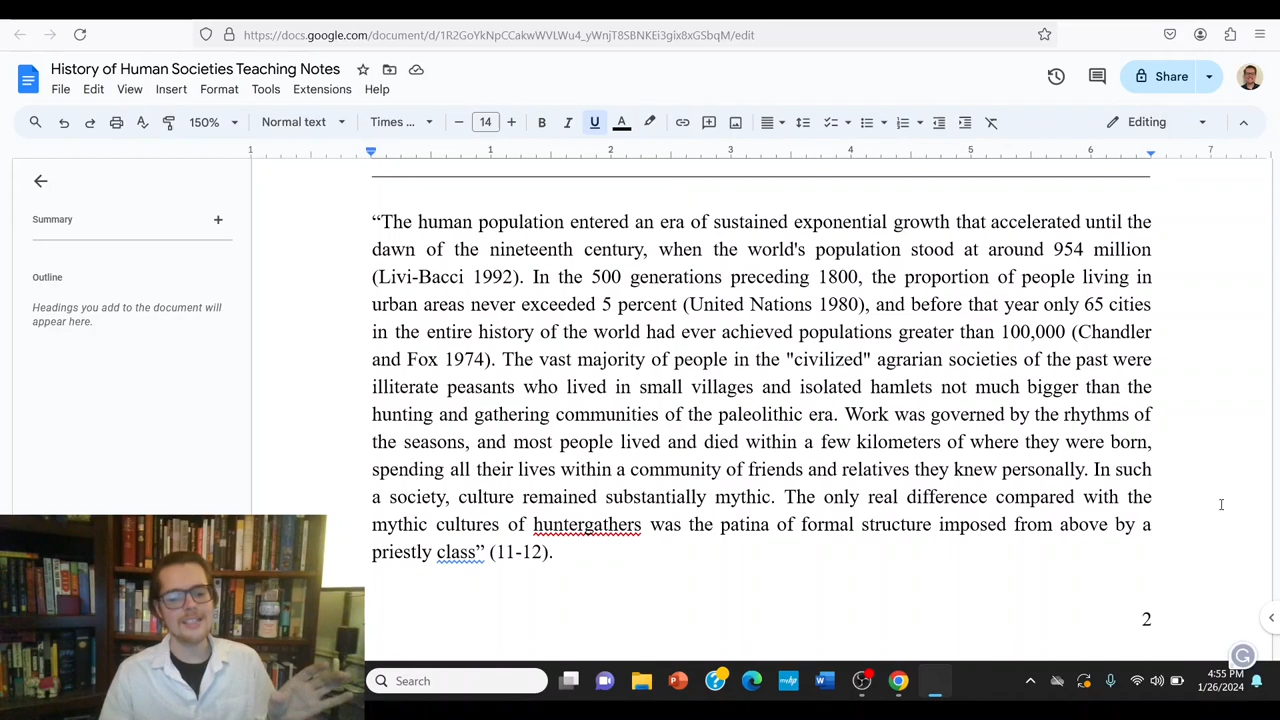 https://docs.google.com/document/d/1R2GoYkNpCCakwWVLWu4_yWnjT8SBNKEi3gix8xGSbqM/edit
History of Human Societies Teaching Notes
File Edit View Insert Format Tools Extensions Help
Share
150% Normal text Times ... 14 B I U A Editing
1 1 2 3 4 5 6 7
Summary
Outline
Headings you add to the document will
appear here.
“The human population entered an era of sustained exponential growth that accelerated until the
dawn of the nineteenth century, when the world's population stood at around 954 million
(Livi-Bacci 1992). In the 500 generations preceding 1800, the proportion of people living in
urban areas never exceeded 5 percent (United Nations 1980), and before that year only 65 cities
in the entire history of the world had ever achieved populations greater than 100,000 (Chandler
and Fox 1974). The vast majority of people in the "civilized" agrarian societies of the past were
illiterate peasants who lived in small villages and isolated hamlets not much bigger than the
hunting and gathering communities of the paleolithic era. Work was governed by the rhythms of
the seasons, and most people lived and died within a few kilometers of where they were born,
spending all their lives within a community of friends and relatives they knew personally. In such
a society, culture remained substantially mythic. The only real difference compared with the
mythic cultures of huntergathers was the patina of formal structure imposed from above by a
priestly class” (11-12).
2
Search
4:55 PM
1/26/2024